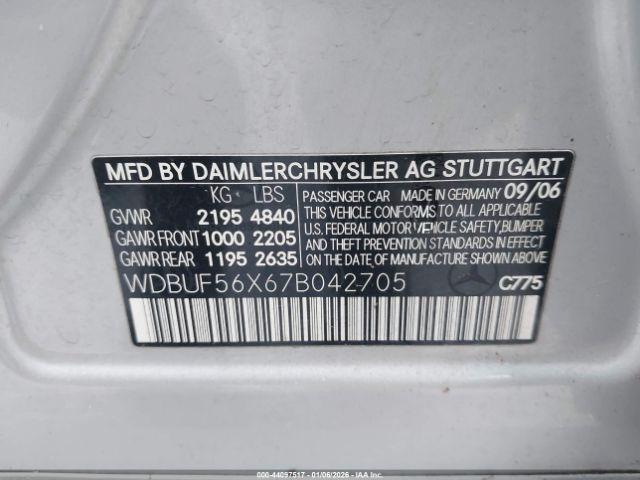 MFD BY DAIMLERCHRYSLER AG STUTTGART
KG LBS
GVWR 2195 4840
GAWR FRONT 1000 2205
GAWR REAR 1195 2635
PASSENGER CAR MADE IN GERMANY 09/06
THIS VEHICLE CONFORMS TO ALL APPLICABLE
U.S. FEDERAL MOTOR VEHICLE SAFETY, BUMPER
AND THEFT PREVENTION STANDARDS IN EFFECT
ON THE DATE OF MANUFACTURE SHOWN ABOVE.
WDBUF56X67B042705
C775
000-44097517 - 01/06/2026 - IAAI.COM